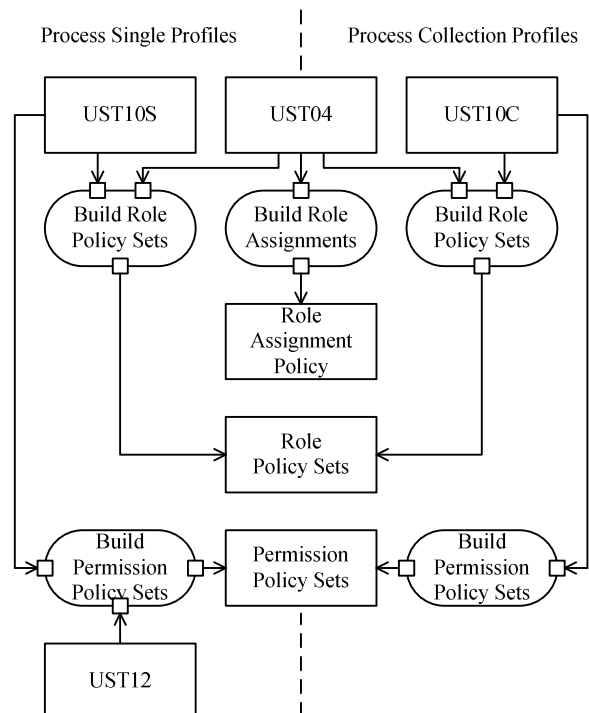 Process Single Profiles
Process Collection Profiles
UST10S
UST04
UST10C
Build Role
Policy Sets
Build Role
Assignments
Build Role
Policy Sets
Role
Assignment
Policy
Role
Policy Sets
Build
Permission
Policy Sets
Permission
Policy Sets
Build
Permission
Policy Sets
UST12